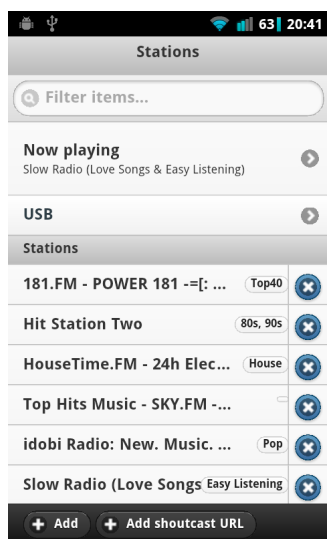 63 20:41
Stations
Filter items...
Now playing
Slow Radio (Love Songs & Easy Listening)
USB
Stations
181.FM - POWER 181 -=[: ... Top40
Hit Station Two 80s, 90s
HouseTime.FM - 24h Elec... House
Top Hits Music - SKY.FM -...
idobi Radio: New. Music. ... Pop
Slow Radio (Love Songs Easy Listening
Add Add shoutcast URL